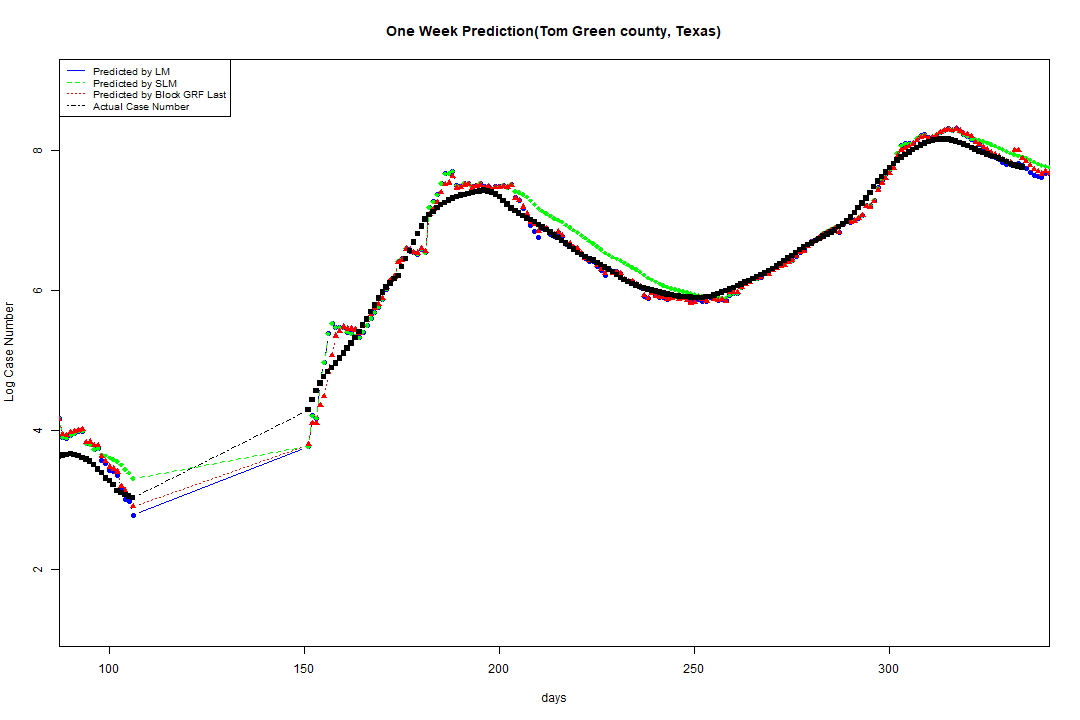 One Week Prediction(Tom Green county, Texas)
Predicted by LM
Predicted by SLM
Predicted by Block GRF Last
Actual Case Number
8
6
4
2
Log Case Number
100 150 200 250 300
days